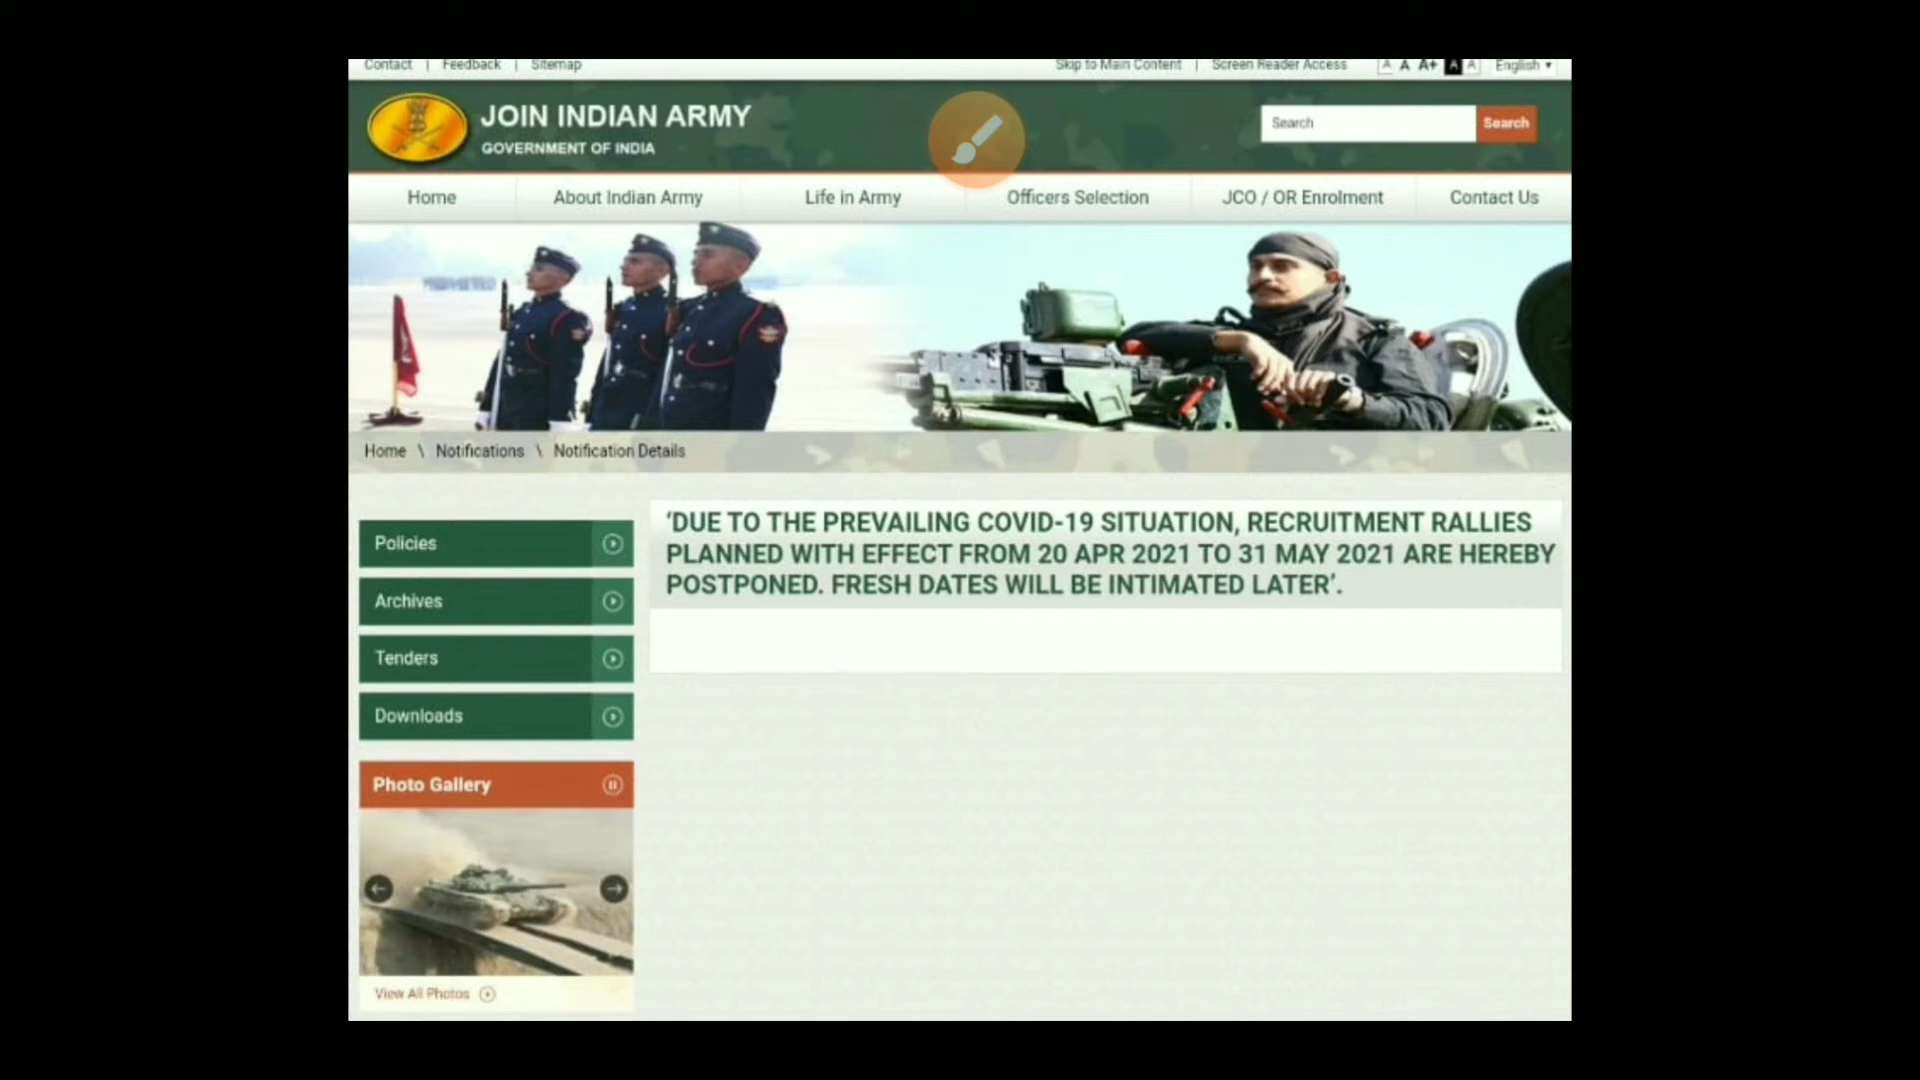 Contact | Feedback | Sitemap
Skip to Main Content | Screen Reader Access A A A+ A A English
JOIN INDIAN ARMY
GOVERNMENT OF INDIA
Search Search
Home About Indian Army Life in Army Officers Selection JCO / OR Enrolment Contact Us
Home \ Notifications \ Notification Details
‘DUE TO THE PREVAILING COVID-19 SITUATION, RECRUITMENT RALLIES
PLANNED WITH EFFECT FROM 20 APR 2021 TO 31 MAY 2021 ARE HEREBY
POSTPONED. FRESH DATES WILL BE INTIMATED LATER’.
Policies
Archives
Tenders
Downloads
Photo Gallery
View All Photos